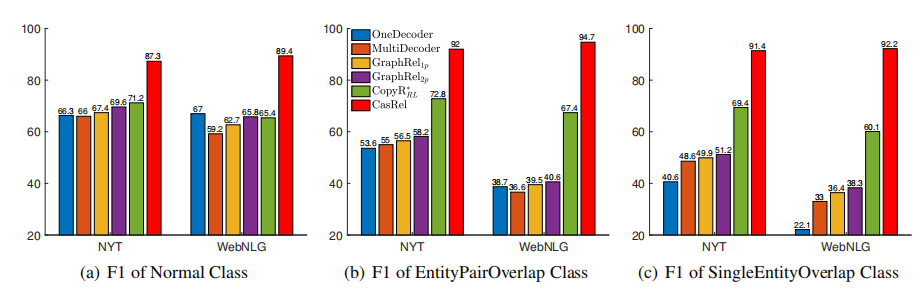 100
80
60
40
20
66.3 66 67.4 69.6 71.2 87.3
67 59.2 62.7 65.8 65.4 89.4
NYT WebNLG
(a) F1 of Normal Class
100
80
60
40
20
OneDecoder
MultiDecoder
GraphRel1p
GraphRel2p
CopyR*RL
CasRel
53.6 55 56.5 58.2 72.8 92
38.7 36.6 39.5 40.6 67.4 94.7
NYT WebNLG
(b) F1 of EntityPairOverlap Class
100
80
60
40
20
40.6 48.6 49.9 51.2 69.4 91.4
22.1 33 36.4 38.3 60.1 92.2
NYT WebNLG
(c) F1 of SingleEntityOverlap Class